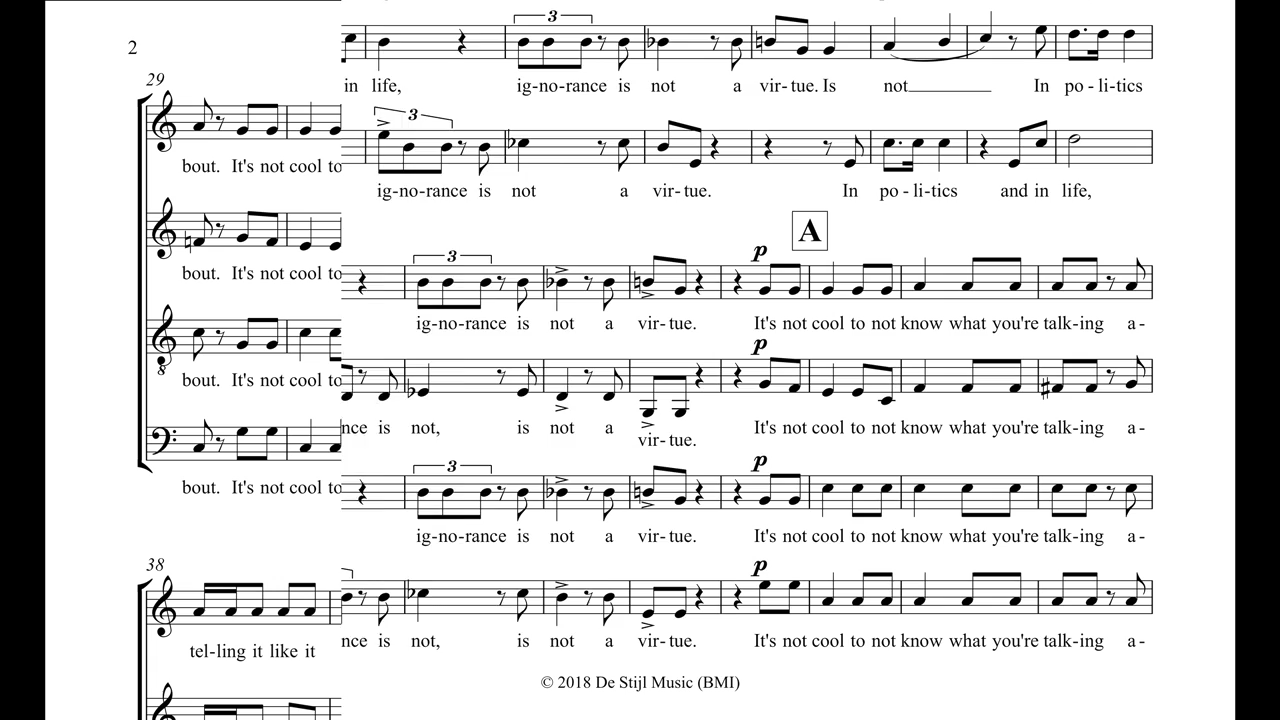 2
3
in life, ig-no-rance is not a vir-tue. Is not In po-li-tics
29
3
bout. It's not cool to
ig-no-rance is not a vir-tue. In po-li-tics and in life,
A
p
bout. It's not cool to
3
ig-no-rance is not a vir-tue. It's not cool to not know what you're talk-ing a-
p
8
bout. It's not cool to
nce is not, is not a vir-tue. It's not cool to not know what you're talk-ing a-
p
3
bout. It's not cool to
ig-no-rance is not a vir-tue. It's not cool to not know what you're talk-ing a-
38
p
tel-ling it like it
nce is not, is not a vir-tue. It's not cool to not know what you're talk-ing a-
© 2018 De Stijl Music (BMI)